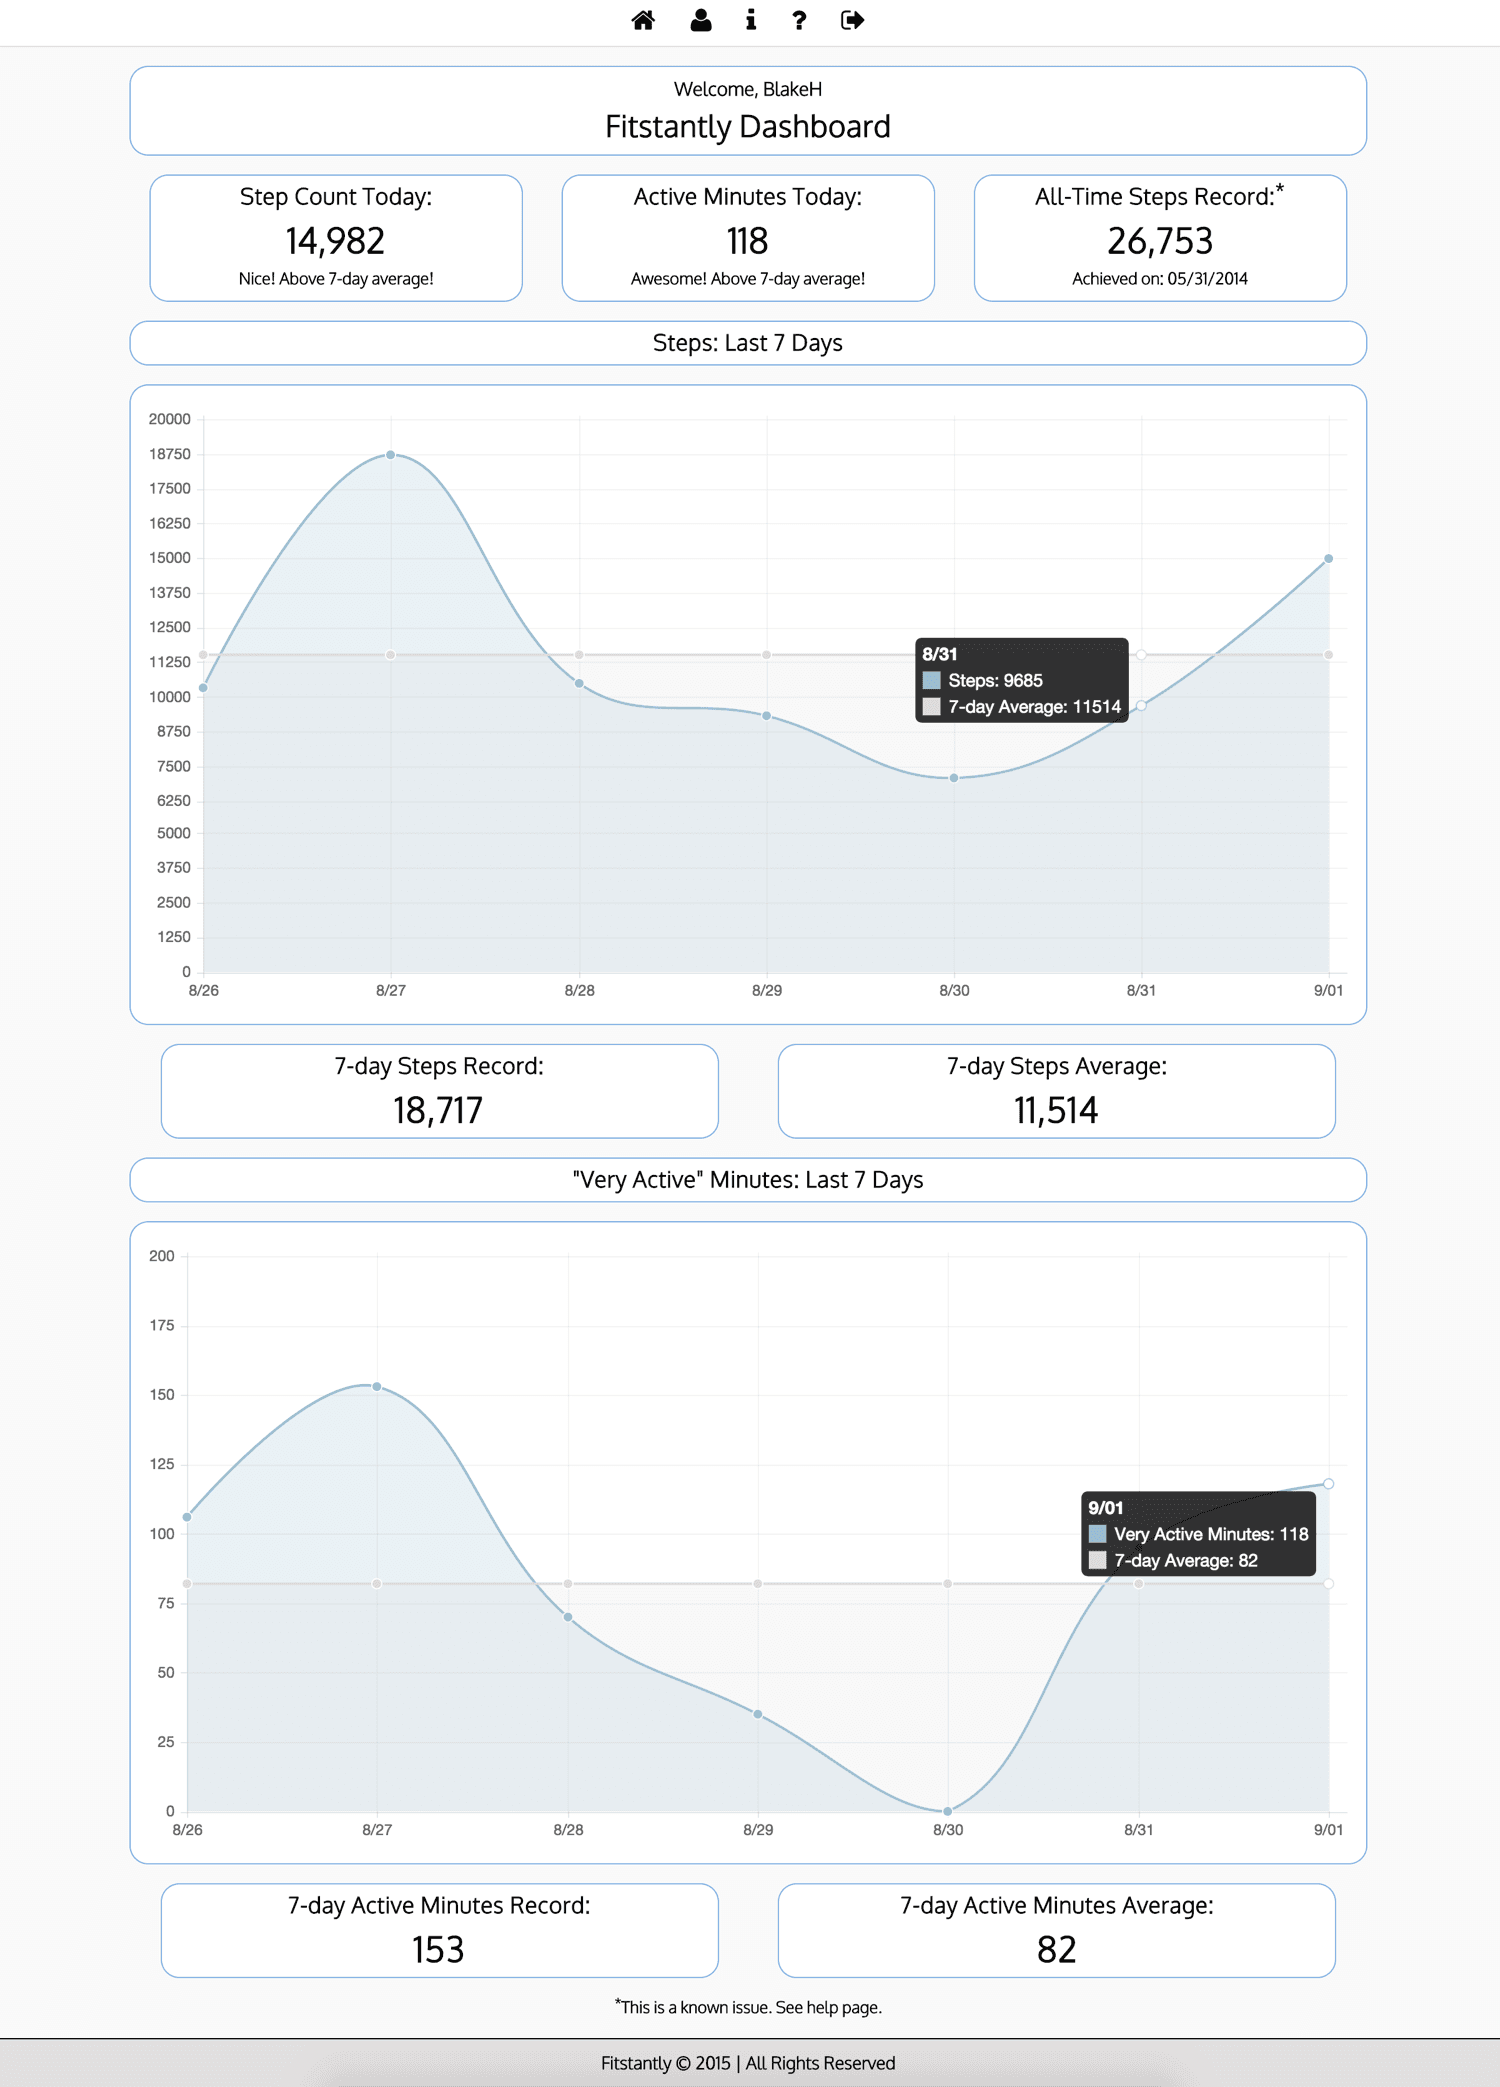 Welcome, BlakeH
Fitstantly Dashboard
Step Count Today:
14,982
Nice! Above 7-day average!
Active Minutes Today:
118
Awesome! Above 7-day average!
All-Time Steps Record:*
26,753
Achieved on: 05/31/2014
Steps: Last 7 Days
20000
18750
17500
16250
15000
13750
12500
11250
10000
8750
7500
6250
5000
3750
2500
1250
0
8/31
Steps: 9685
7-day Average: 11514
8/26 8/27 8/28 8/29 8/30 8/31 9/01
7-day Steps Record:
18,717
7-day Steps Average:
11,514
"Very Active" Minutes: Last 7 Days
200
175
150
125
100
75
50
25
0
9/01
Very Active Minutes: 118
7-day Average: 82
8/26 8/27 8/28 8/29 8/30 8/31 9/01
7-day Active Minutes Record:
153
7-day Active Minutes Average:
82
*This is a known issue. See help page.
Fitstantly © 2015 | All Rights Reserved